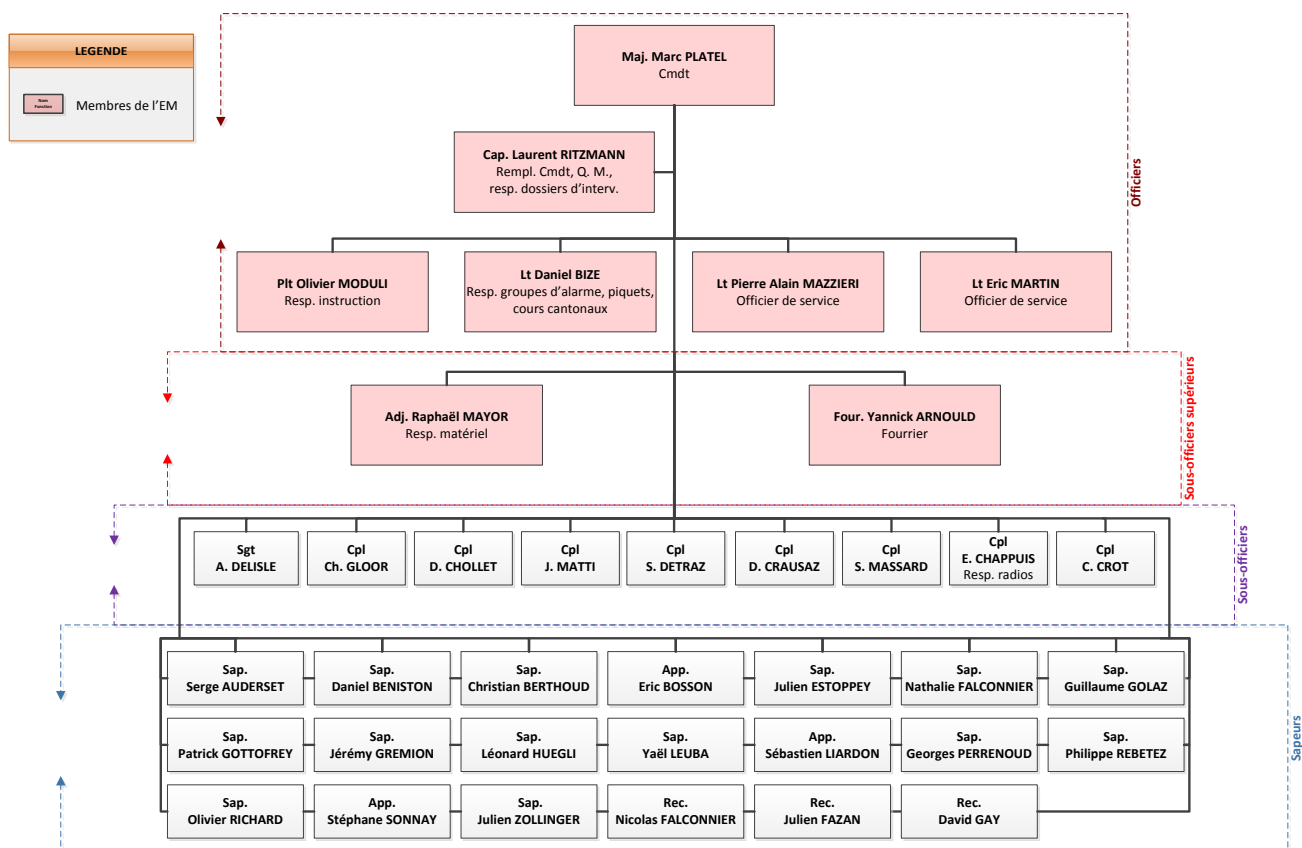 LEGENDE
Nom
Fonction
Membres de l'EM
Maj. Marc PLATEL
Cmdt
Cap. Laurent RITZMANN
Rempl. Cmdt, Q. M.,
resp. dossiers d'interv.
Officiers
Plt Olivier MODULI
Resp. instruction
Lt Daniel BIZE
Resp. groupes d'alarme, piquets,
cours cantonaux
Lt Pierre Alain MAZZIERI
Officier de service
Lt Eric MARTIN
Officier de service
Adj. Raphaël MAYOR
Resp. matériel
Four. Yannick ARNOULD
Fourrier
Sous-officiers supérieurs
Sgt
A. DELISLE
Cpl
Ch. GLOOR
Cpl
D. CHOLLET
Cpl
J. MATTI
Cpl
S. DETRAZ
Cpl
D. CRAUSAZ
Cpl
S. MASSARD
Cpl
E. CHAPPUIS
Resp. radios
Cpl
C. CROT
Sous-officiers
Sap.
Serge AUDERSET
Sap.
Daniel BENISTON
Sap.
Christian BERTHOUD
App.
Eric BOSSON
Sap.
Julien ESTOPPEY
Sap.
Nathalie FALCONNIER
Sap.
Guillaume GOLAZ
Sap.
Patrick GOTTOFREY
Sap.
Jérémy GREMION
Sap.
Léonard HUEGLI
Sap.
Yaël LEUBA
App.
Sébastien LIARDON
Sap.
Georges PERRENOUD
Sap.
Philippe REBETEZ
Sapeurs
Sap.
Olivier RICHARD
App.
Stéphane SONNAY
Sap.
Julien ZOLLINGER
Rec.
Nicolas FALCONNIER
Rec.
Julien FAZAN
Rec.
David GAY